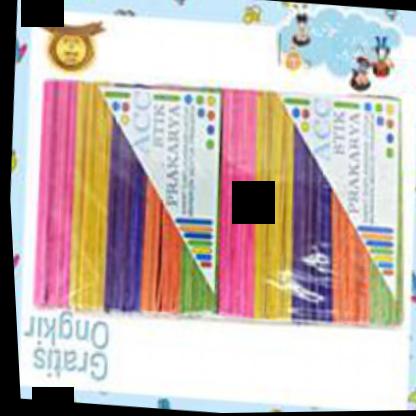 ACC
STIK
PRAKARYA
ACC
STIK
PRAKARYA
Gratis
Ongkir